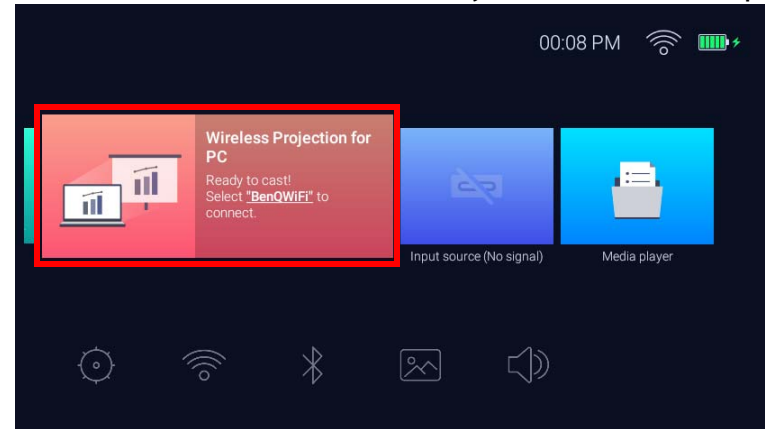 00:08 PM
Wireless Projection for
PC
Ready to cast!
Select "BenQWiFi" to
connect.
Input source (No signal)
Media player